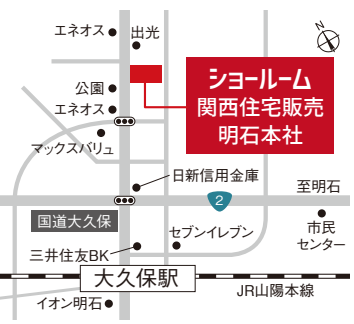 エネオス
出光
N
公園
エネオス
マックスバリュ
ショールーム
関西住宅販売
明石本社
日新信用金庫
2
至明石
国道大久保
市民
センター
セブンイレブン
三井住友BK
大久保駅
JR山陽本線
イオン明石